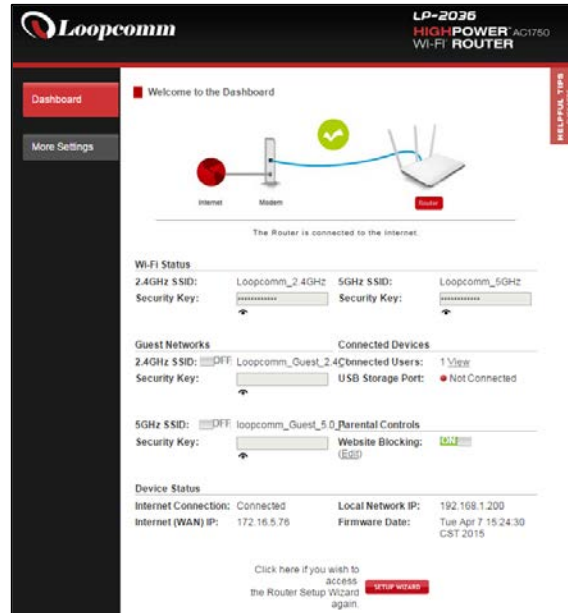 Loopcomm
LP-2036
HIGHPOWER™ AC1750
WI-FI® ROUTER
HELPFUL TIPS
Dashboard
More Settings
Welcome to the Dashboard
Internet
Modem
Router
The Router is connected to the Internet.
Wi-Fi Status
2.4GHz SSID: Loopcomm_2.4GHz 5GHz SSID: Loopcomm_5GHz
Security Key: Security Key:
Guest Networks Connected Devices
2.4GHz SSID: OFF Loopcomm_Guest_2.4 Connected Users: 1 View
Security Key: USB Storage Port: Not Connected
5GHz SSID: OFF loopcomm_Guest_5.0_ Parental Controls
Security Key: Website Blocking: ON
(Edit)
Device Status
Internet Connection: Connected Local Network IP: 192.168.1.200
Internet (WAN) IP: 172.16.5.76 Firmware Date: Tue Apr 7 15:24:30
CST 2015
Click here if you wish to
access
the Router Setup Wizard
again.
SETUP WIZARD